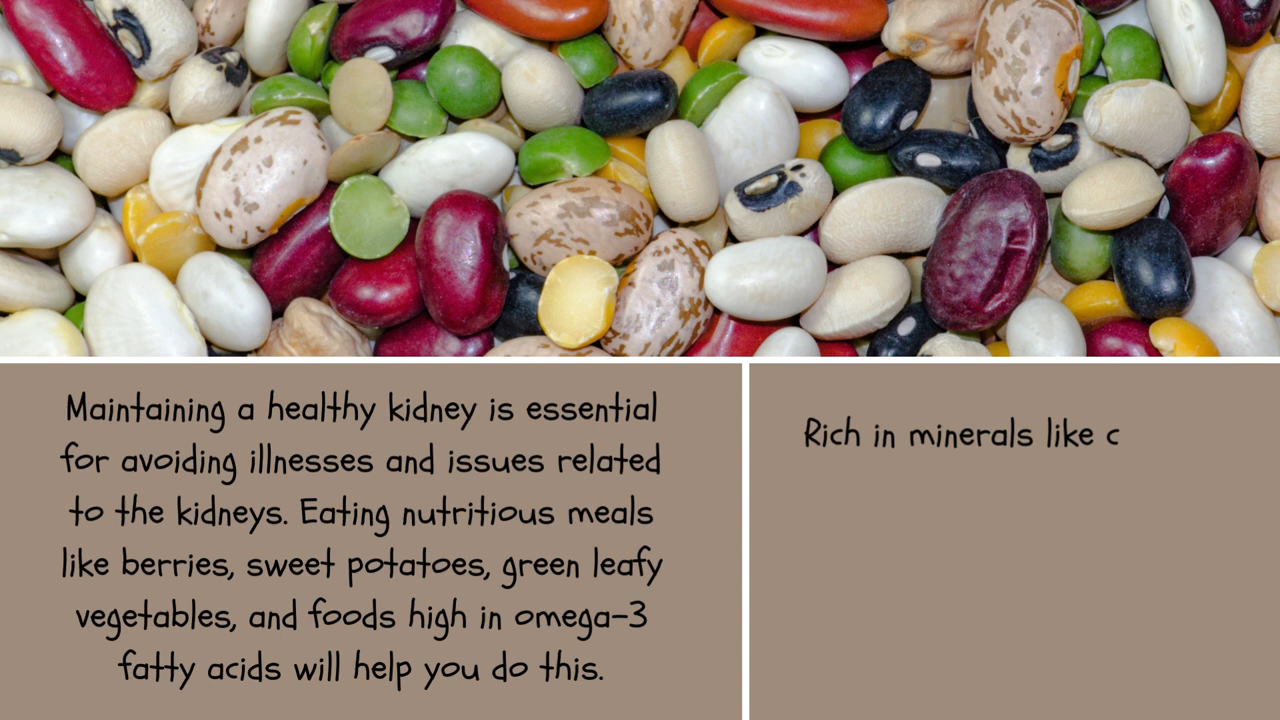 Maintaining a healthy kidney is essential
for avoiding illnesses and issues related
to the kidneys. Eating nutritious meals
like berries, sweet potatoes, green leafy
vegetables, and foods high in omega-3
fatty acids will help you do this.
Rich in minerals like c